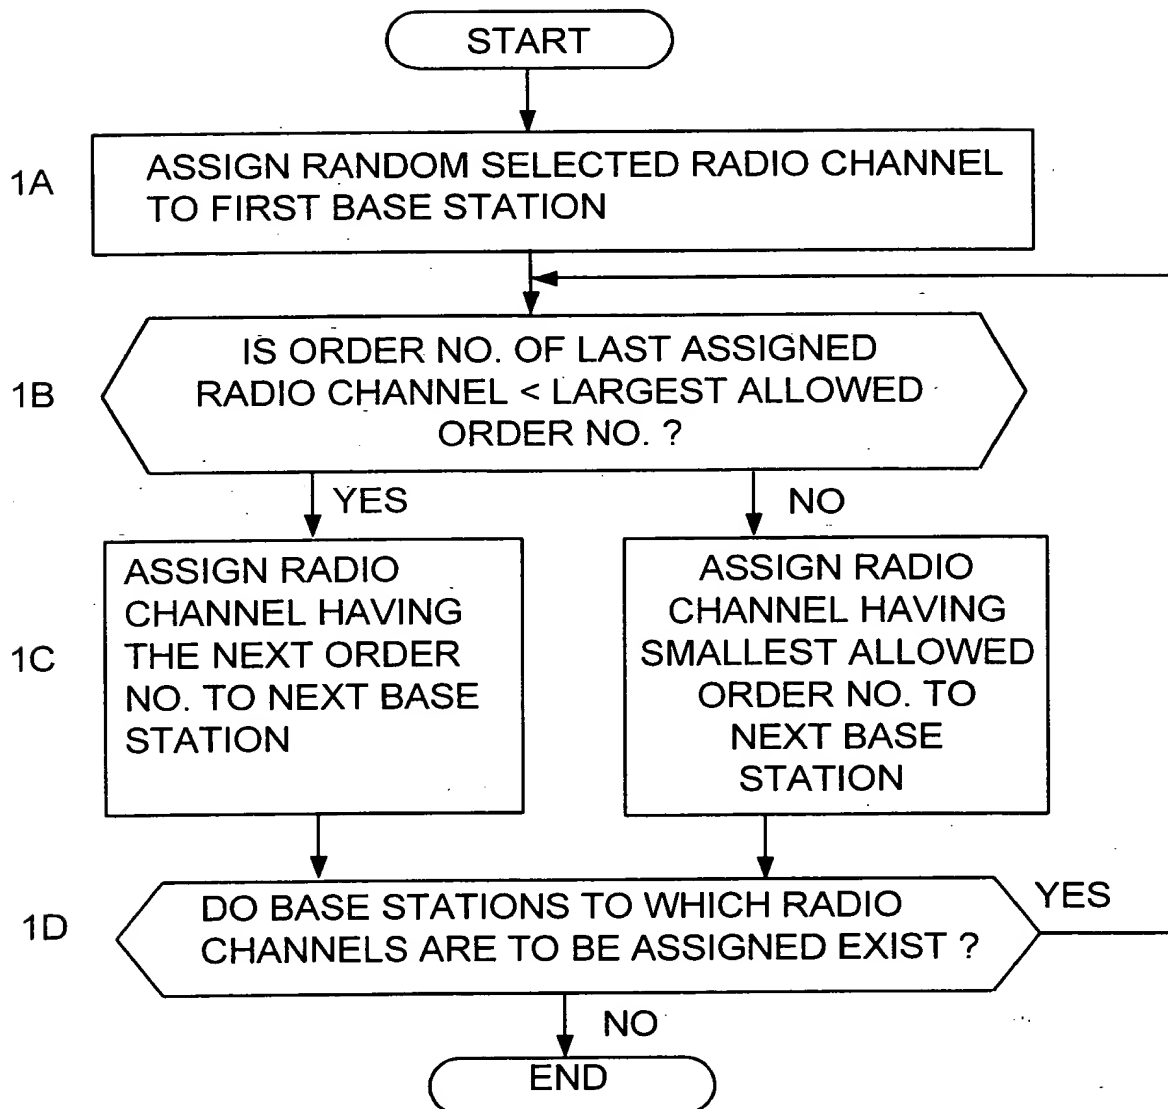 START
1A
ASSIGN RANDOM SELECTED RADIO CHANNEL
TO FIRST BASE STATION
1B
IS ORDER NO. OF LAST ASSIGNED
RADIO CHANNEL < LARGEST ALLOWED
ORDER NO. ?
YES
NO
1C
ASSIGN RADIO
CHANNEL HAVING
THE NEXT ORDER
NO. TO NEXT BASE
STATION
ASSIGN RADIO
CHANNEL HAVING
SMALLEST ALLOWED
ORDER NO. TO
NEXT BASE
STATION
1D
DO BASE STATIONS TO WHICH RADIO
CHANNELS ARE TO BE ASSIGNED EXIST ?
YES
NO
END